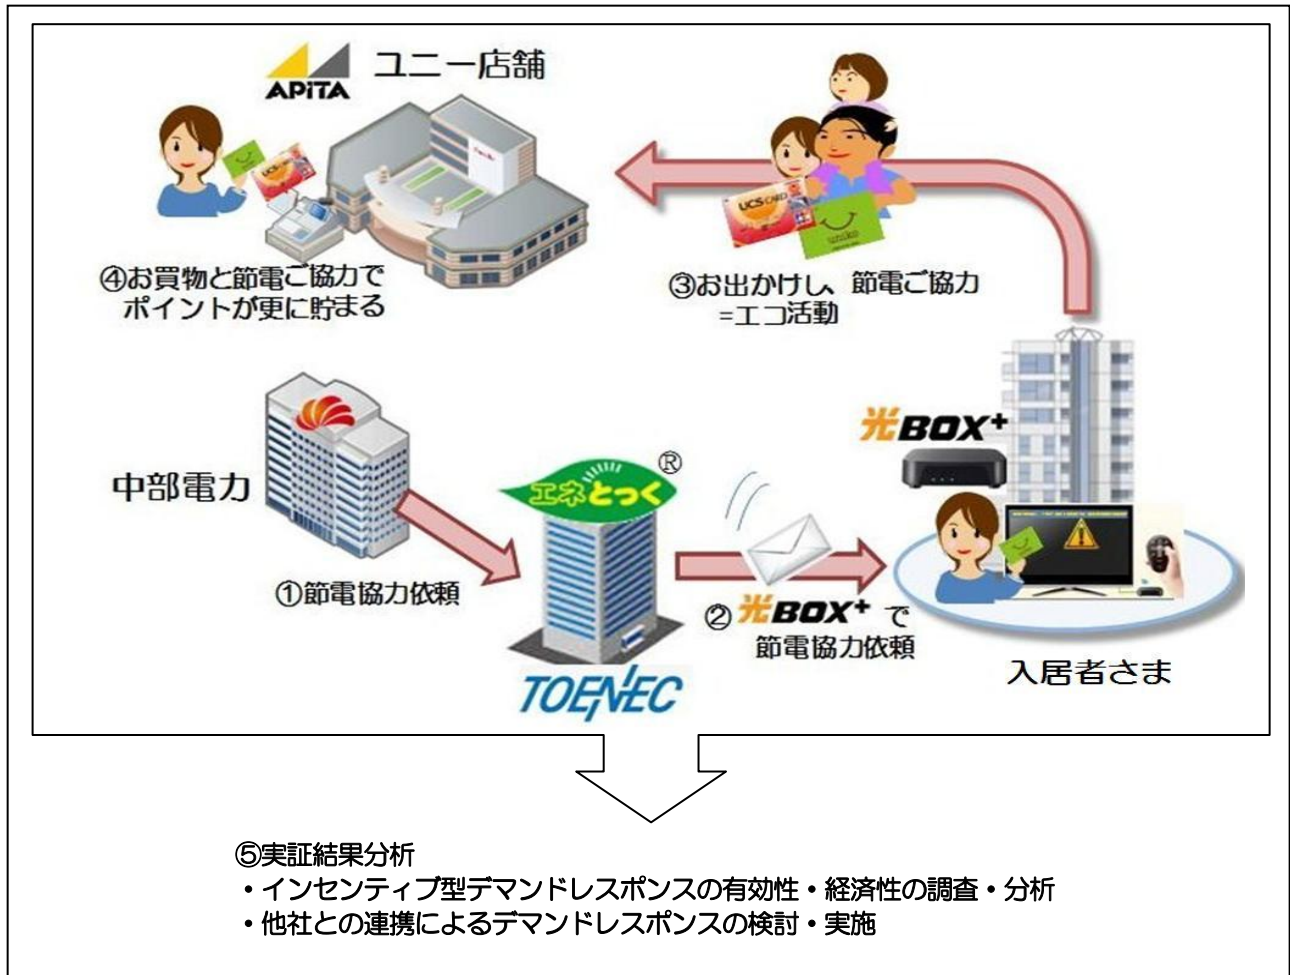 APiTA ユニー店舗
UCS CARD
uniko
④お買物と節電ご協力で
ポイントが更に貯まる
③お出かけし、節電ご協力
=エコ活動
中部電力
①節電協力依頼
エネとっく®
TOENEC
②光BOX+で
節電協力依頼
光BOX+
入居者さま
⑤実証結果分析
・インセンティブ型デマンドレスポンスの有効性・経済性の調査・分析
・他社との連携によるデマンドレスポンスの検討・実施